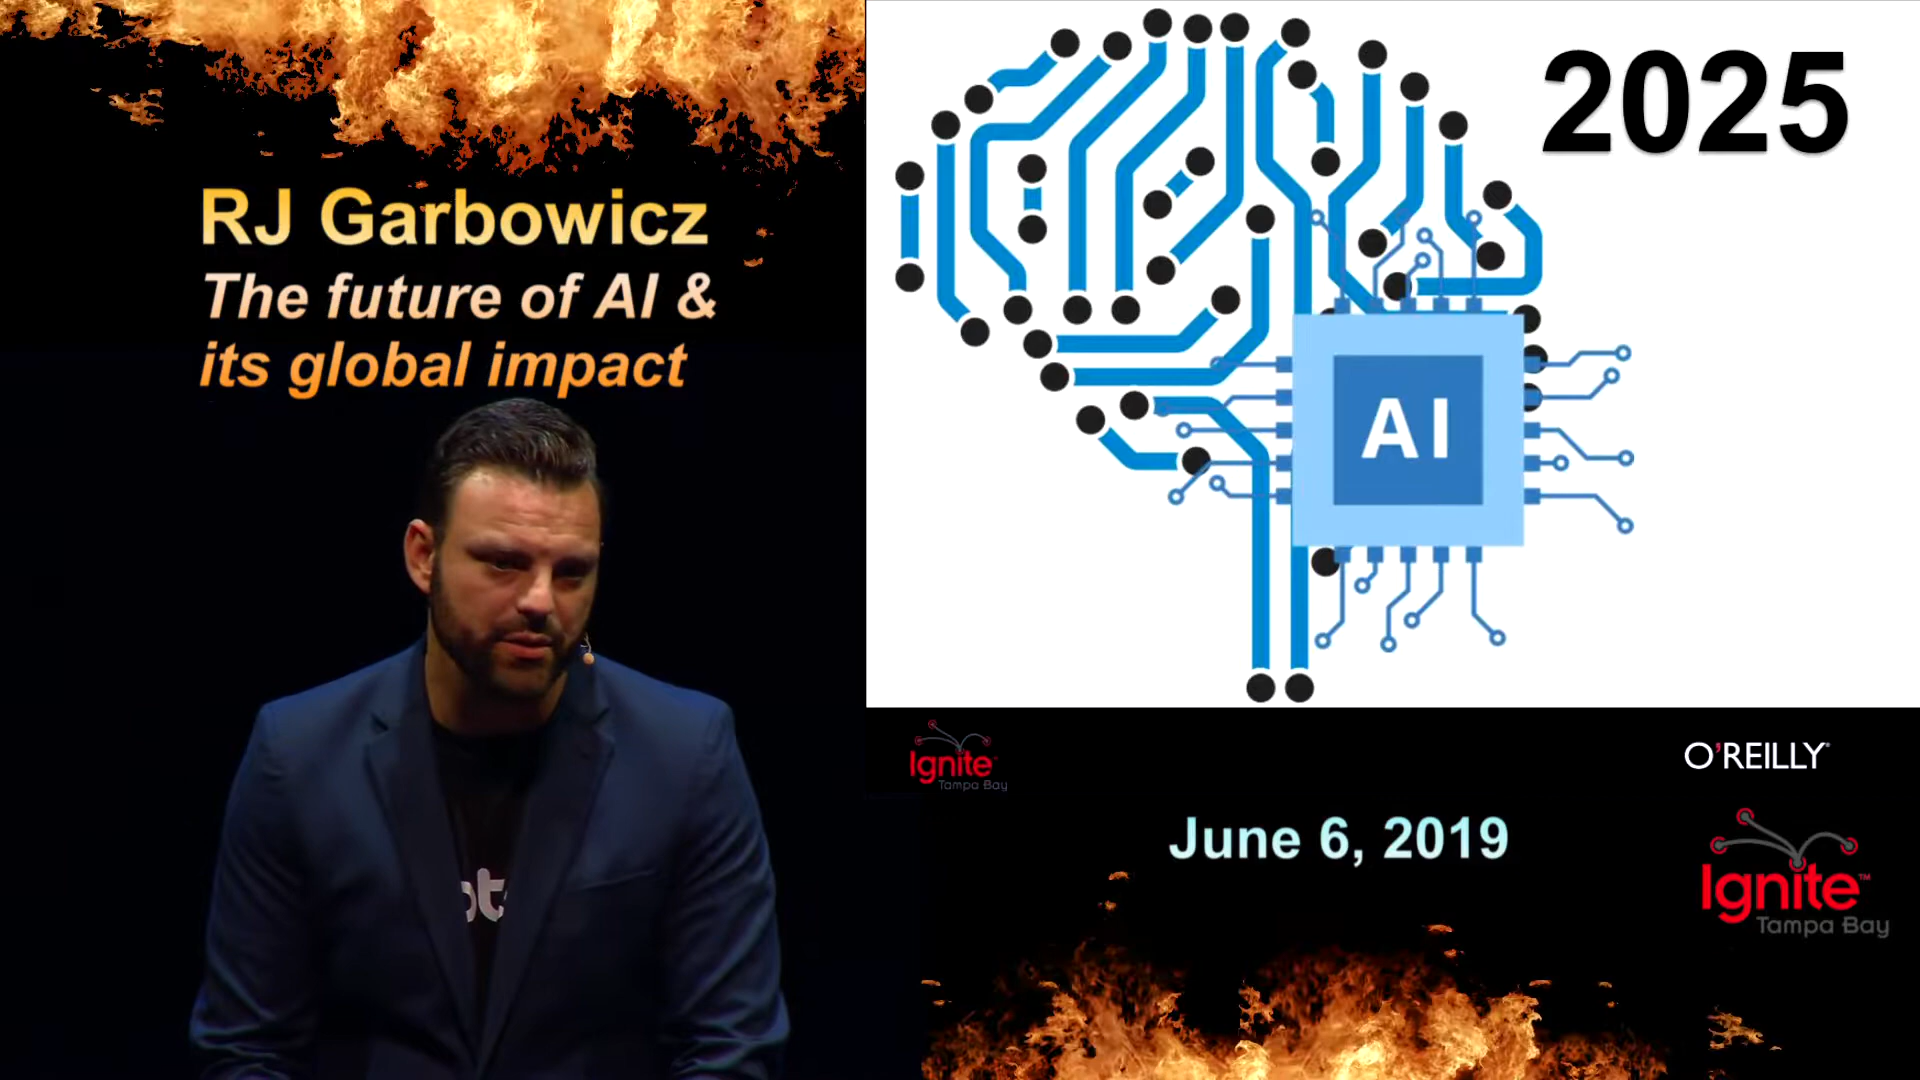 RJ Garbowicz
The future of AI &
its global impact
2025
AI
Ignite
Tampa Bay
O'REILLY
June 6, 2019
Ignite™
Tampa Bay